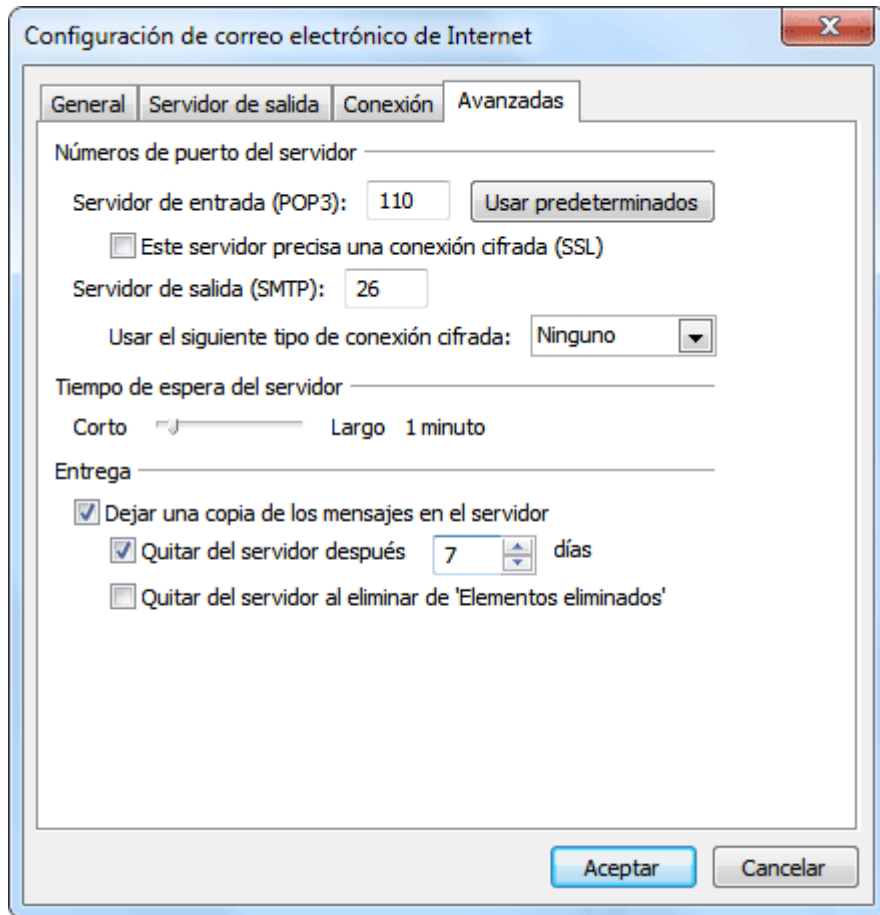 Configuración de correo electrónico de Internet
General Servidor de salida Conexión Avanzadas
Números de puerto del servidor
Servidor de entrada (POP3): 110 Usar predeterminados
Este servidor precisa una conexión cifrada (SSL)
Servidor de salida (SMTP): 26
Usar el siguiente tipo de conexión cifrada: Ninguno
Tiempo de espera del servidor
Corto Largo 1 minuto
Entrega
Dejar una copia de los mensajes en el servidor
Quitar del servidor después 7 días
Quitar del servidor al eliminar de 'Elementos eliminados'
Aceptar Cancelar